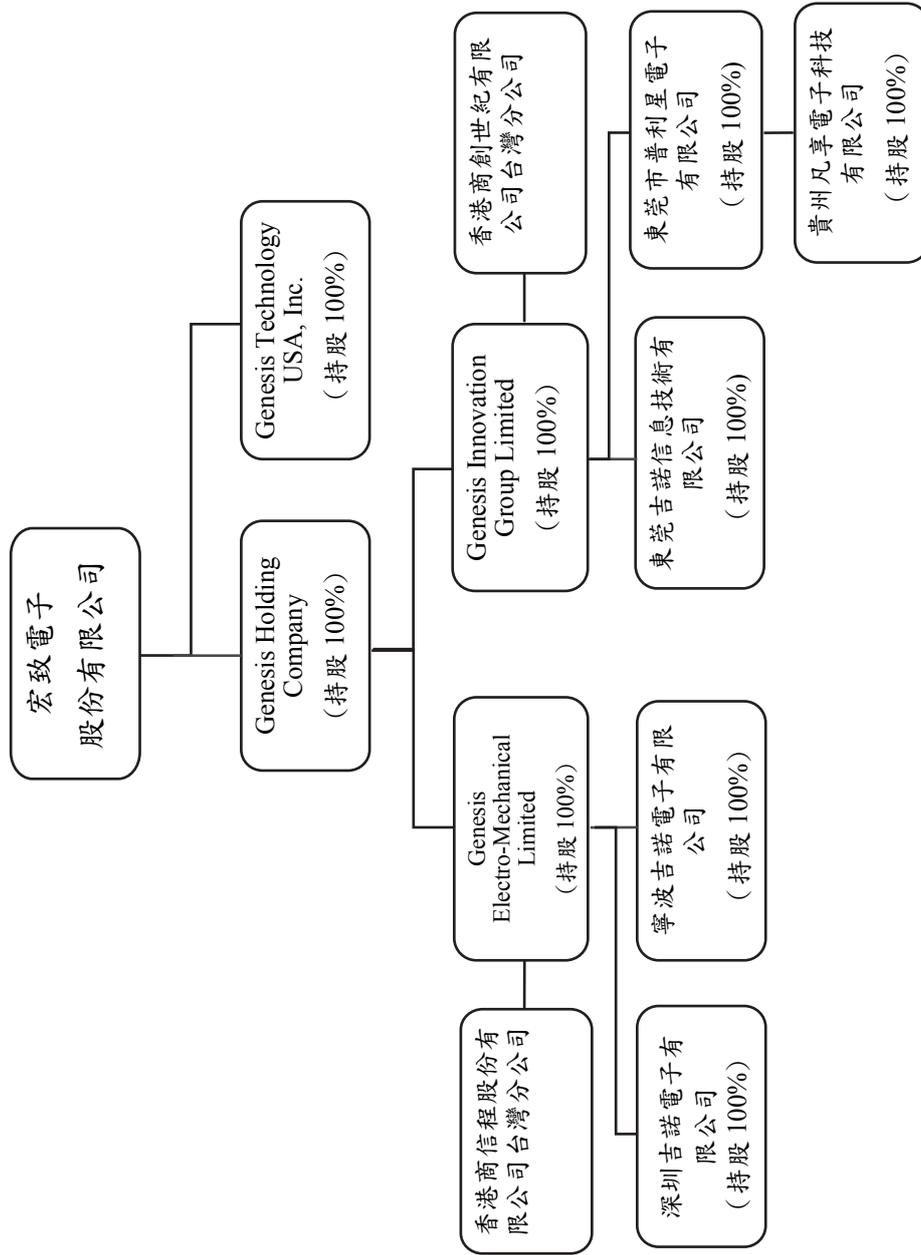 宏致電子
股份有限公司
Genesis Holding
Company
（持股 100%）
Genesis Technology
USA, Inc.
（持股 100%）
香港商信程股份有
限公司台灣分公司
Genesis
Electro-Mechanical
Limited
（持股 100%）
Genesis Innovation
Group Limited
（持股 100%）
香港商創世紀有限
公司台灣分公司
深圳吉諾電子有
限公司
（持股 100%）
寧波吉諾電子有限
公司
（持股 100%）
東莞吉諾信息技術有
限公司
（持股 100%）
東莞市普利星電子
有限公司
（持股 100%)
貴州凡享電子科技
有限公司
（持股 100%）